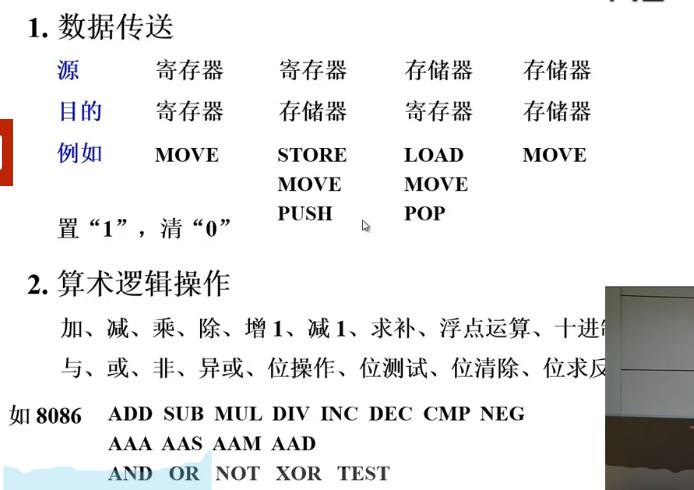 1. 数据传送
源 寄存器 寄存器 存储器 存储器
目的 寄存器 存储器 寄存器 存储器
例如 MOVE STORE LOAD MOVE
MOVE MOVE
PUSH POP
置“1”，清“0”
2. 算术逻辑操作
加、减、乘、除、增 1、减 1、求补、浮点运算、十进
与、或、非、异或、位操作、位测试、位清除、位求反
如 8086 ADD SUB MUL DIV INC DEC CMP NEG
AAA AAS AAM AAD
AND OR NOT XOR TEST